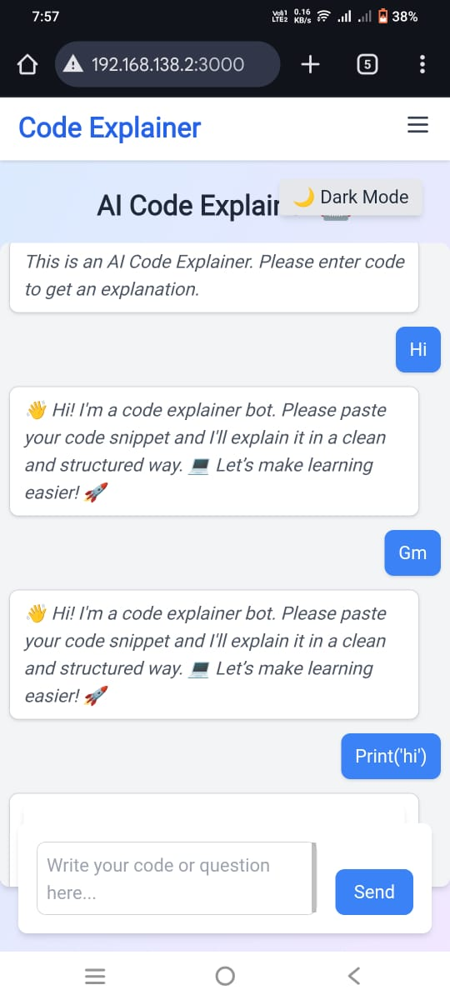 7:57
Vo))1 LTE2 0.16 KB/s 38%
192.168.138.2:3000 5
Code Explainer
AI Code Explai
🌙 Dark Mode
This is an AI Code Explainer. Please enter code
to get an explanation.
Hi
👋 Hi! I'm a code explainer bot. Please paste
your code snippet and I'll explain it in a clean
and structured way. 💻 Let's make learning
easier! 🚀
Gm
👋 Hi! I'm a code explainer bot. Please paste
your code snippet and I'll explain it in a clean
and structured way. 💻 Let's make learning
easier! 🚀
Print('hi')
Write your code or question
here...
Send